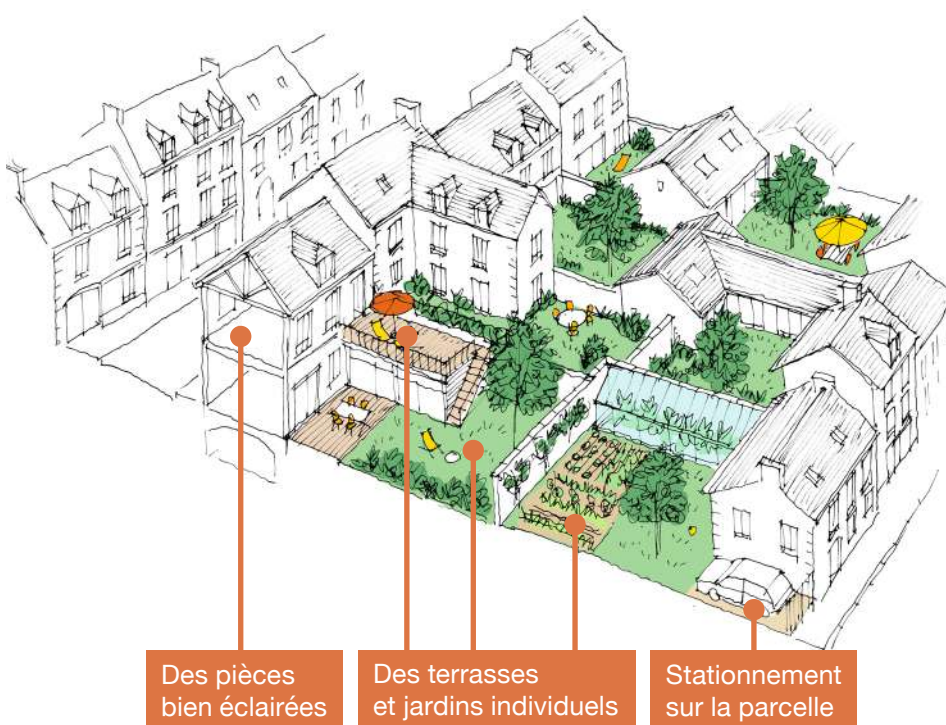 Des pièces
bien éclairées
Des terrasses
et jardins individuels
Stationnement
sur la parcelle